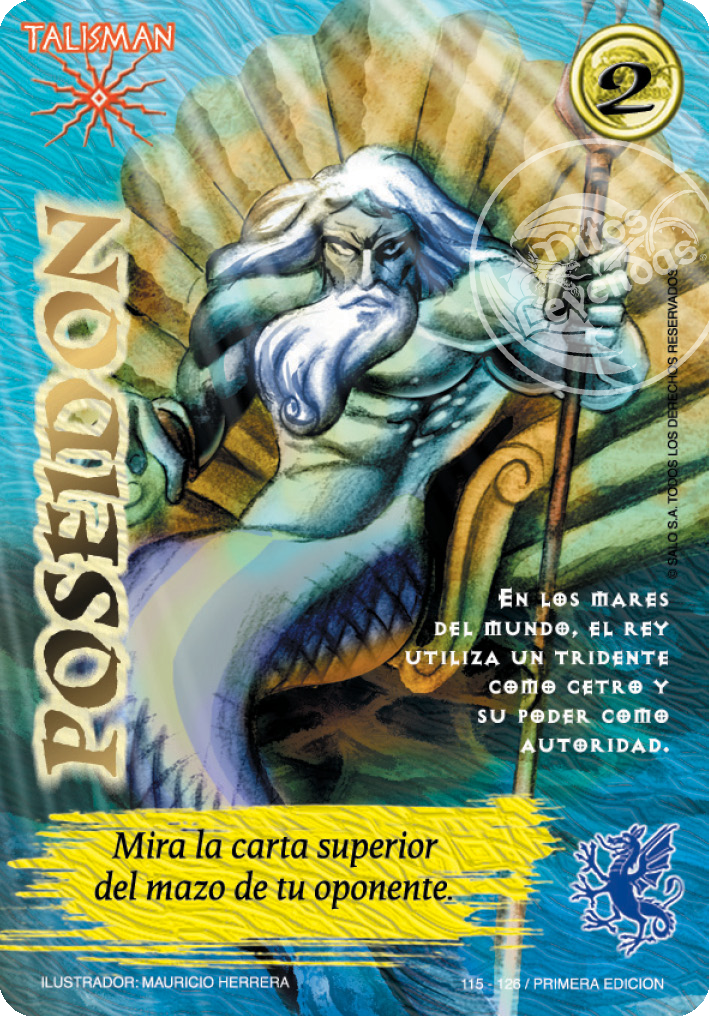 TALISMAN
2
POSEIDON
Mitos
Leyendas
© SALO S.A. TODOS LOS DERECHOS RESERVADOS
EN LOS MARES
DEL MUNDO, EL REY
UTILIZA UN TRIDENTE
COMO CETRO Y
SU PODER COMO
AUTORIDAD.
Mira la carta superior
del mazo de tu oponente.
ILUSTRADOR: MAURICIO HERRERA
115 - 126 / PRIMERA EDICION